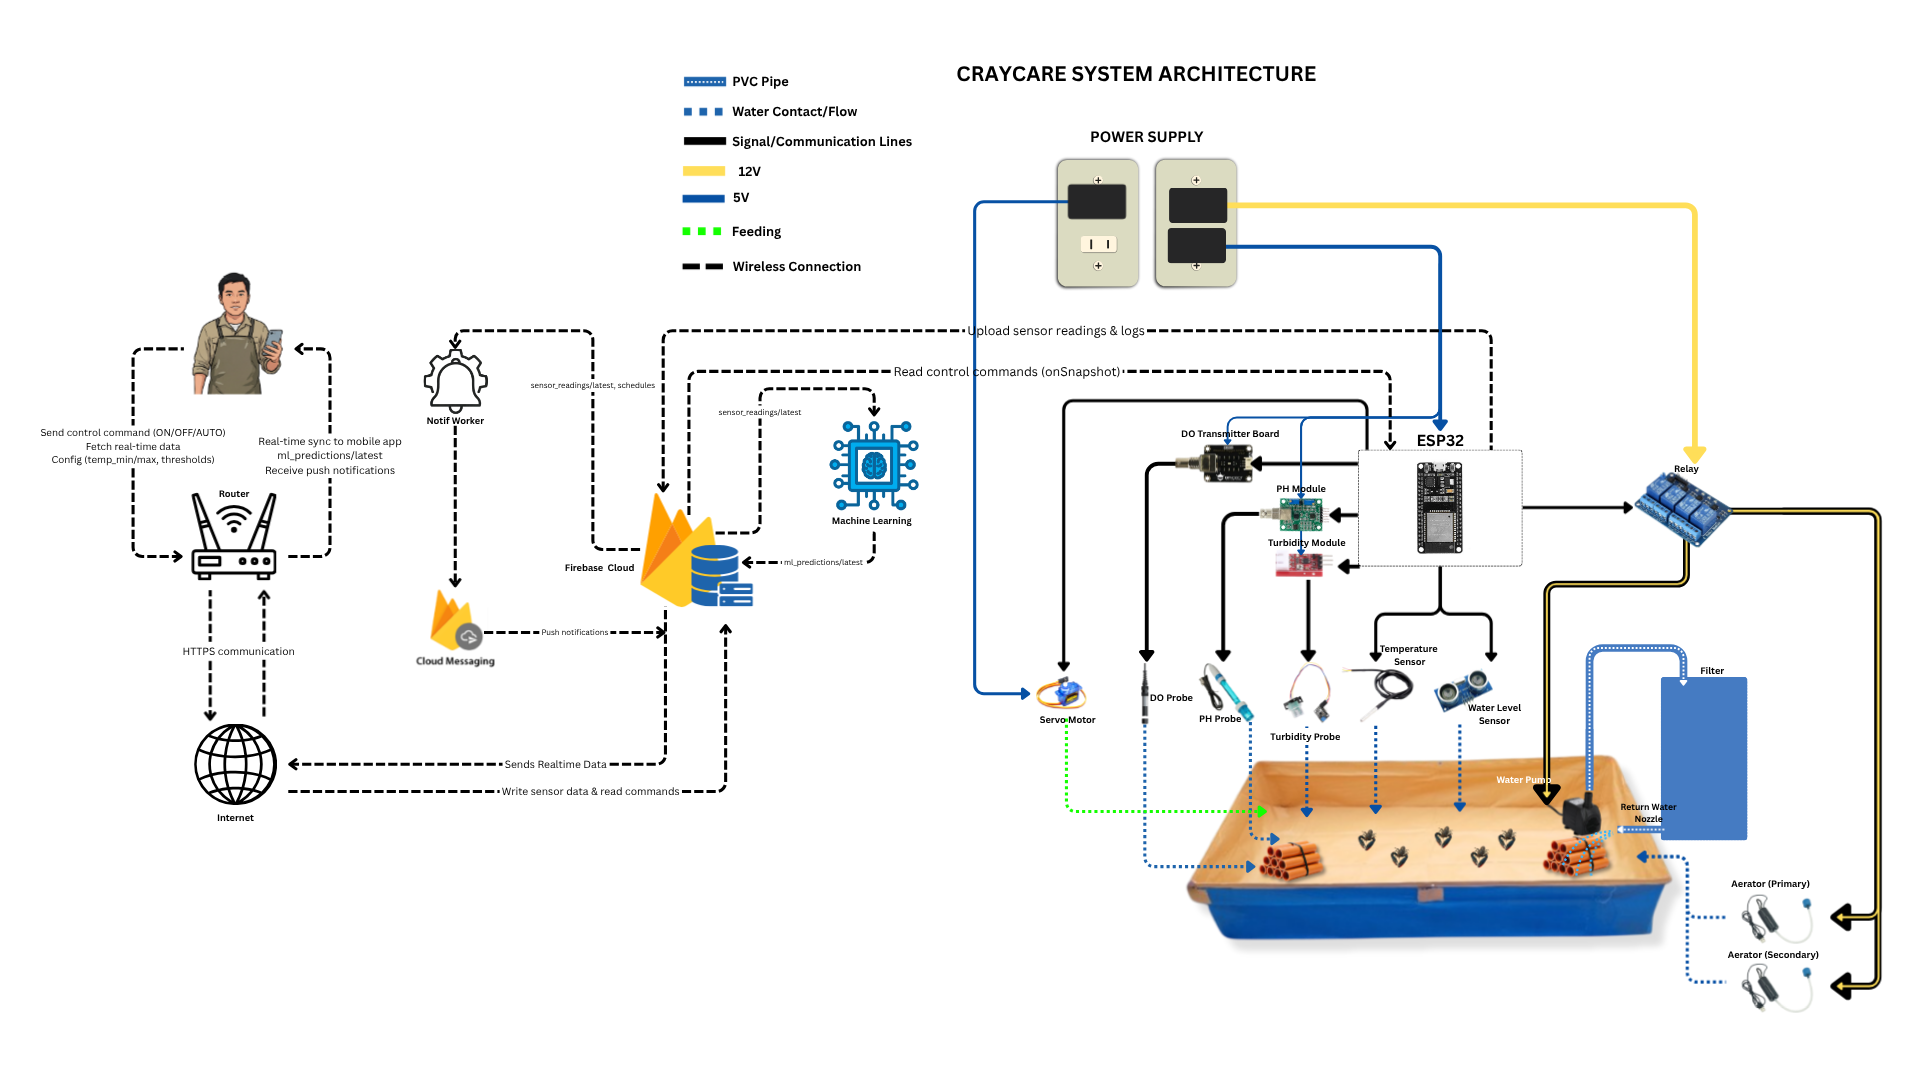 CRAYCARE SYSTEM ARCHITECTURE
PVC Pipe
Water Contact/Flow
Signal/Communication Lines
12V
5V
Feeding
Wireless Connection
POWER SUPPLY
Upload sensor readings & logs
Read control commands (onSnapshot)
sensor_readings/latest, schedules
sensor_readings/latest
Notif Worker
Send control command (ON/OFF/AUTO)
Fetch real-time data
Config (temp_min/max, thresholds)
Real-time sync to mobile app
ml_predictions/latest
Receive push notifications
Router
Machine Learning
Firebase Cloud
ml_predictions/latest
Push notifications
Cloud Messaging
HTTPS communication
Sends Realtime Data
Write sensor data & read commands
Internet
DO Transmitter Board
ESP32
Relay
PH Module
Turbidity Module
Temperature
Sensor
Filter
Servo Motor
DO Probe
PH Probe
Turbidity Probe
Water Level
Sensor
Water Pump
Return Water
Nozzle
Aerator (Primary)
Aerator (Secondary)